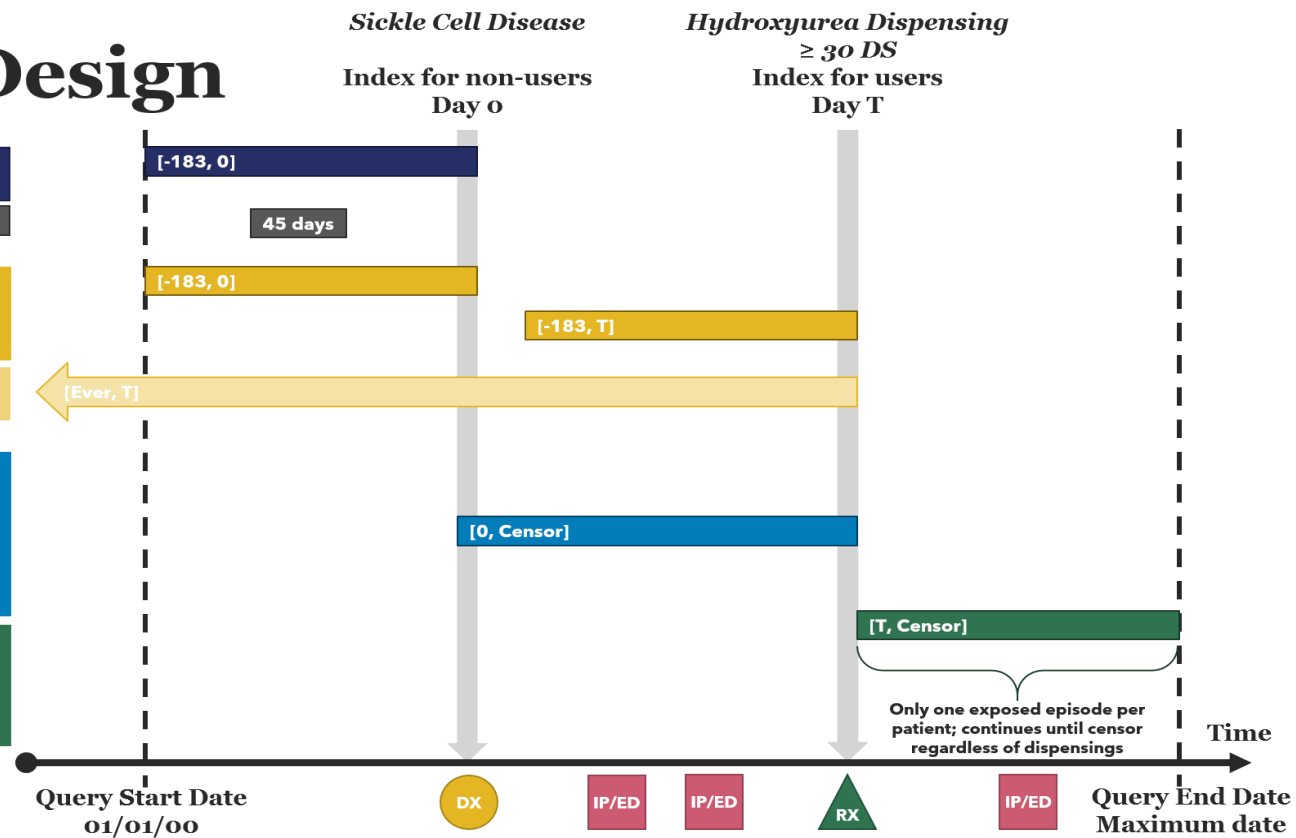 Design
Sickle Cell Disease
Index for non-users
Day 0
Hydroxyurea Dispensing
≥ 30 DS
Index for users
Day T
[-183, 0]
45 days
[-183, 0]
[-183, T]
[Ever, T]
[0, Censor]
[T, Censor]
Only one exposed episode per
patient; continues until censor
regardless of dispensings
Time
DX
IP/ED
IP/ED
RX
IP/ED
Query Start Date
01/01/00
Query End Date
Maximum date